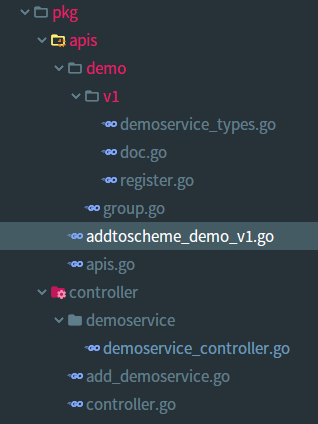 pkg
apis
demo
v1
demoservice_types.go
doc.go
register.go
group.go
addtoscheme_demo_v1.go
apis.go
controller
demoservice
demoservice_controller.go
add_demoservice.go
controller.go